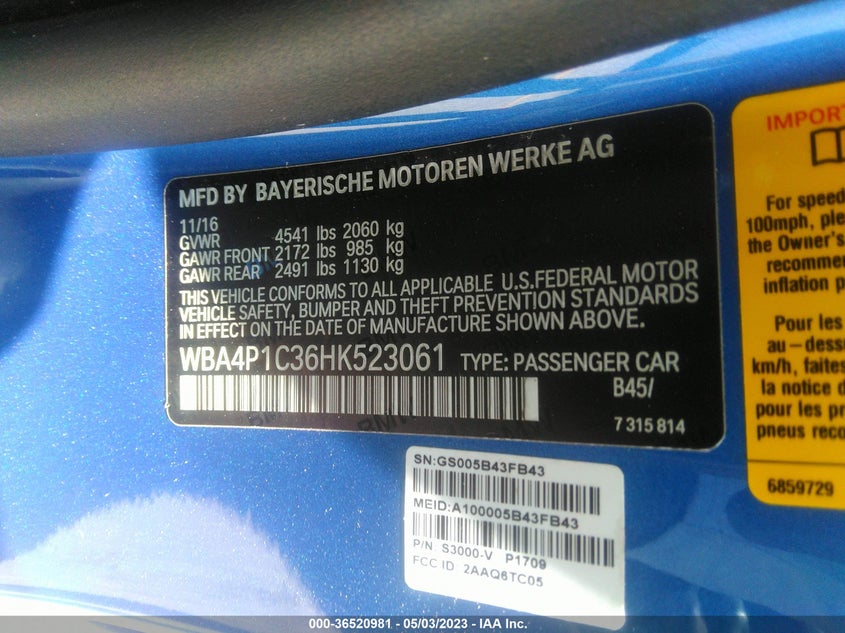 MFD BY BAYERISCHE MOTOREN WERKE AG
11/16
GVWR 4541 lbs 2060 kg
GAWR FRONT 2172 lbs 985 kg
GAWR REAR 2491 lbs 1130 kg
THIS VEHICLE CONFORMS TO ALL APPLICABLE U.S.FEDERAL MOTOR
VEHICLE SAFETY, BUMPER AND THEFT PREVENTION STANDARDS
IN EFFECT ON THE DATE OF MANUFACTURE SHOWN ABOVE.
WBA4P1C36HK523061 TYPE: PASSENGER CAR
B45/
7 315 814
SN:GS005B43FB43
MEID:A100005B43FB43
P/N: S3000-V P1709
FCC ID: 2AAQ6TC05
IMPORT
For speed
100mph, ple
the Owner's
recomme
inflation p
Pour les
au-dess
km/h, faites
la notice d
pour les p
pneus reco
6859729
000-36520981 - 05/03/2023 - IAA Inc.